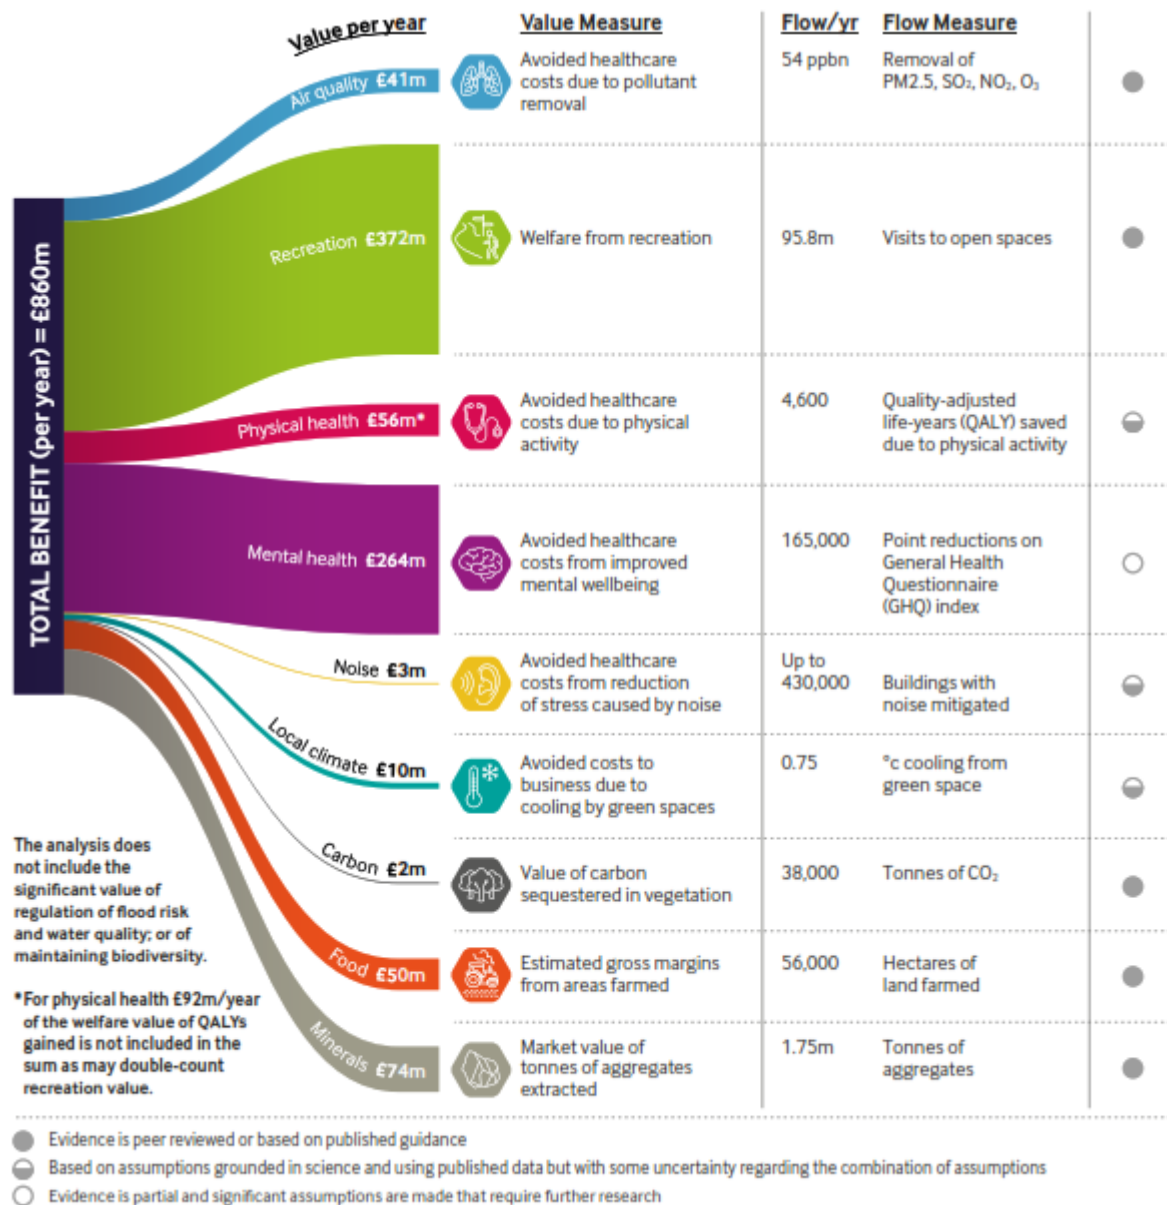 Value per year
Value Measure
Flow/yr
Flow Measure
TOTAL BENEFIT (per year) = £860m
Air quality £41m
Avoided healthcare
costs due to pollutant
removal
54 ppbn
Removal of
PM2.5, SO₂, NO₂, O₃
Recreation £372m
Welfare from recreation
95.8m
Visits to open spaces
Physical health £56m*
Avoided healthcare
costs due to physical
activity
4,600
Quality-adjusted
life-years (QALY) saved
due to physical activity
Mental health £264m
Avoided healthcare
costs from improved
mental wellbeing
165,000
Point reductions on
General Health
Questionnaire
(GHQ) index
Noise £3m
Avoided healthcare
costs from reduction
of stress caused by noise
Up to
430,000
Buildings with
noise mitigated
Local climate £10m
Avoided costs to
business due to
cooling by green spaces
0.75
°c cooling from
green space
Carbon £2m
Value of carbon
sequestered in vegetation
38,000
Tonnes of CO₂
Food £50m
Estimated gross margins
from areas farmed
56,000
Hectares of
land farmed
Minerals £74m
Market value of
tonnes of aggregates
extracted
1.75m
Tonnes of
aggregates
The analysis does
not include the
significant value of
regulation of flood risk
and water quality; or of
maintaining biodiversity.
*For physical health £92m/year
of the welfare value of QALYs
gained is not included in the
sum as may double-count
recreation value.
Evidence is peer reviewed or based on published guidance
Based on assumptions grounded in science and using published data but with some uncertainty regarding the combination of assumptions
Evidence is partial and significant assumptions are made that require further research